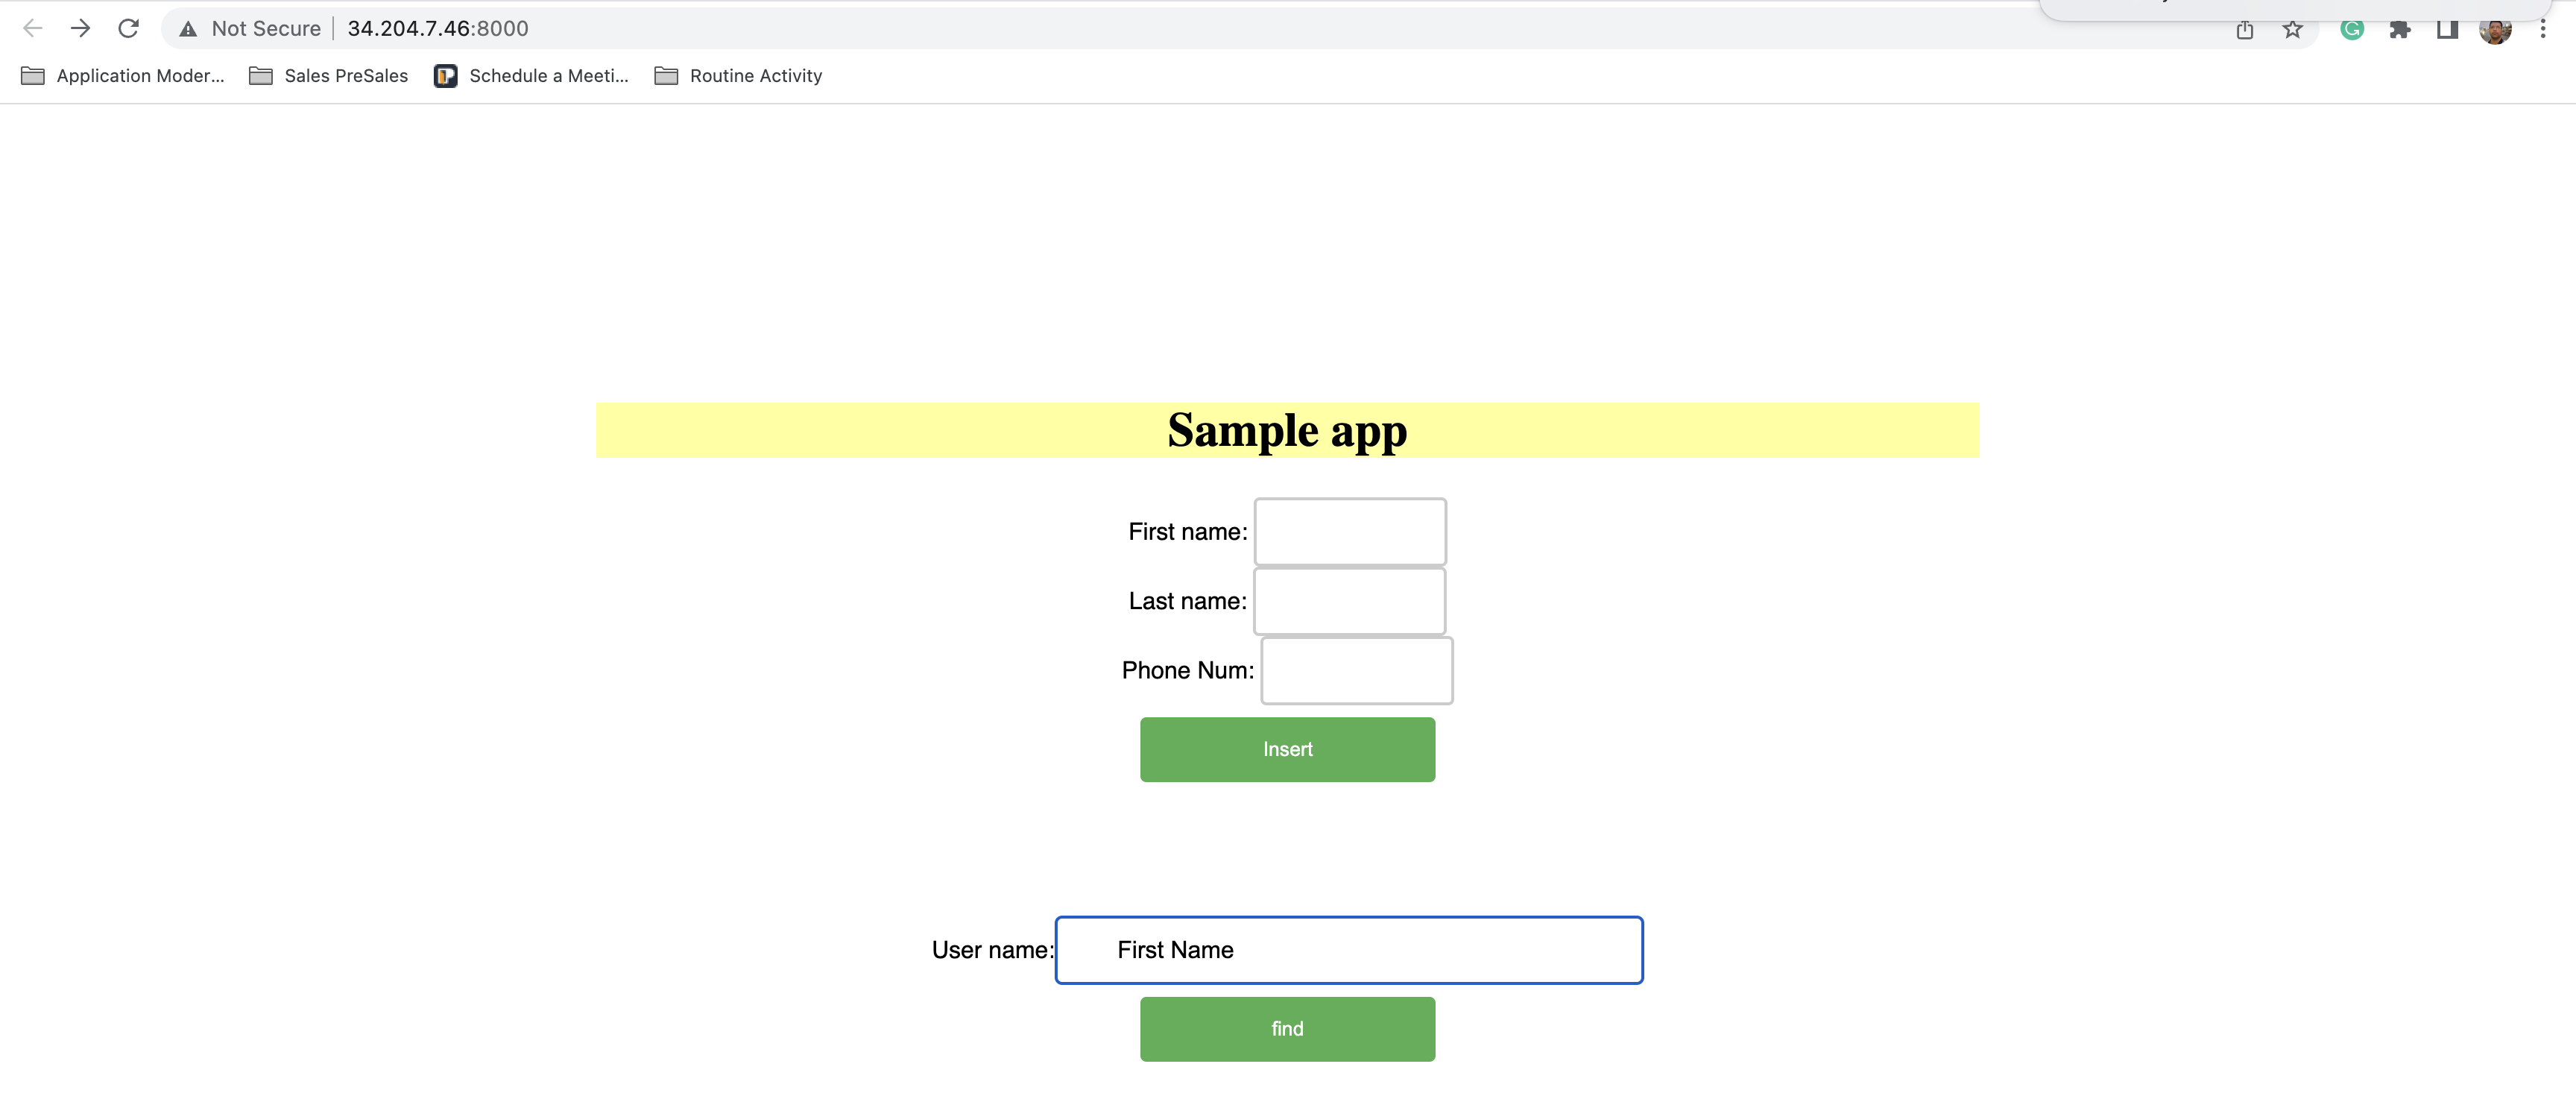 Not Secure 34.204.7.46:8000
Application Moder... Sales PreSales Schedule a Meeti... Routine Activity
Sample app
First name:
Last name:
Phone Num:
Insert
User name: First Name
find